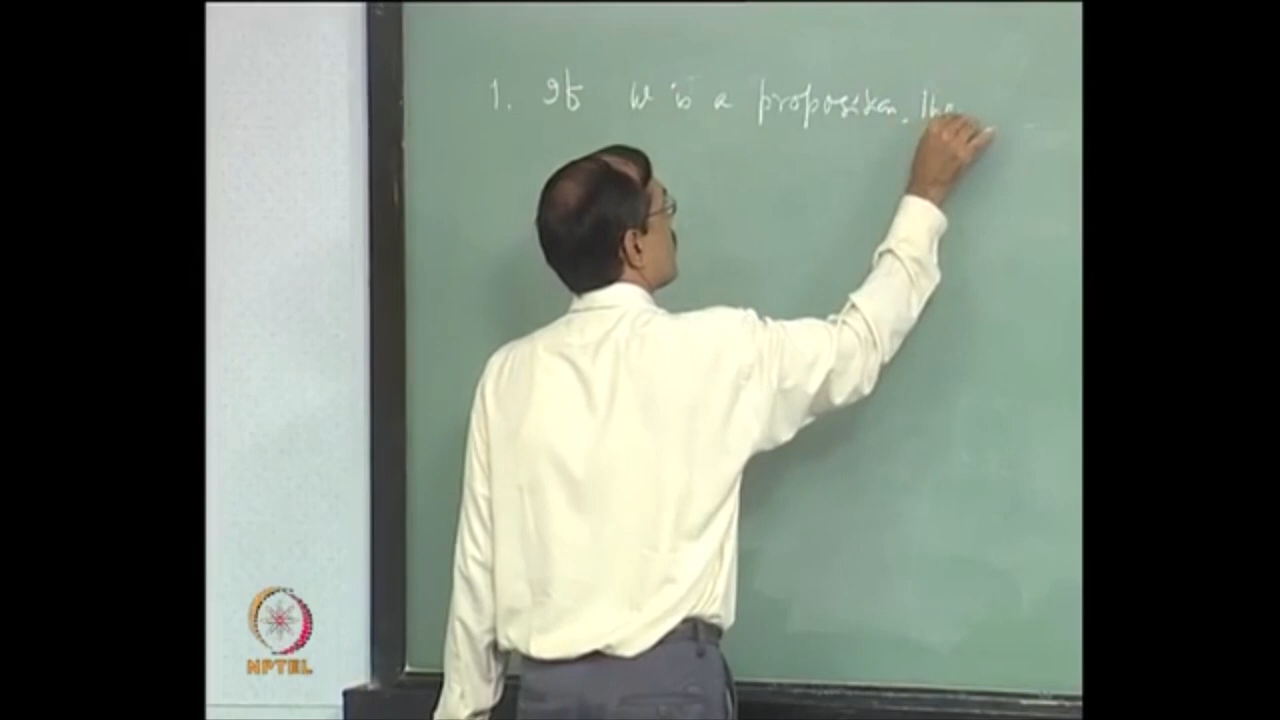 1. If W is a proposition, the
NPTEL